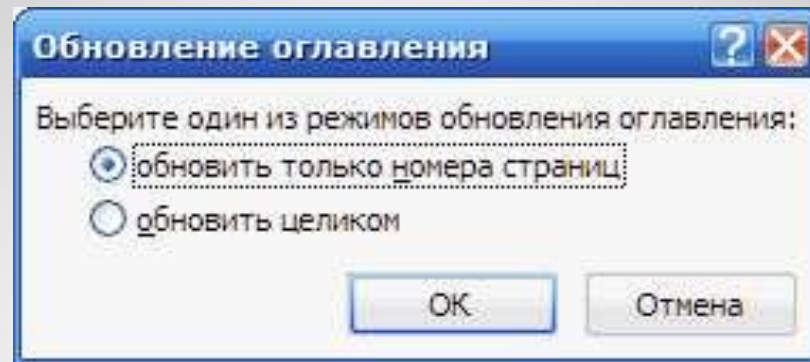 Обновление оглавления
Выберите один из режимов обновления оглавления:
обновить только номера страниц
обновить целиком
ОК Отмена